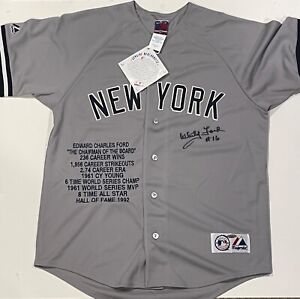 NEW YORK
EDWARD CHARLES FORD
"THE CHAIRMAN OF THE BOARD"
236 CAREER WINS
1,956 CAREER STRIKEOUTS
2.74 CAREER ERA
1961 CY YOUNG
6 TIME WORLD SERIES CHAMP
1961 WORLD SERIES MVP
8 TIME ALL STAR
HALL OF FAME 1992
Whitey Ford
#16
Majestic